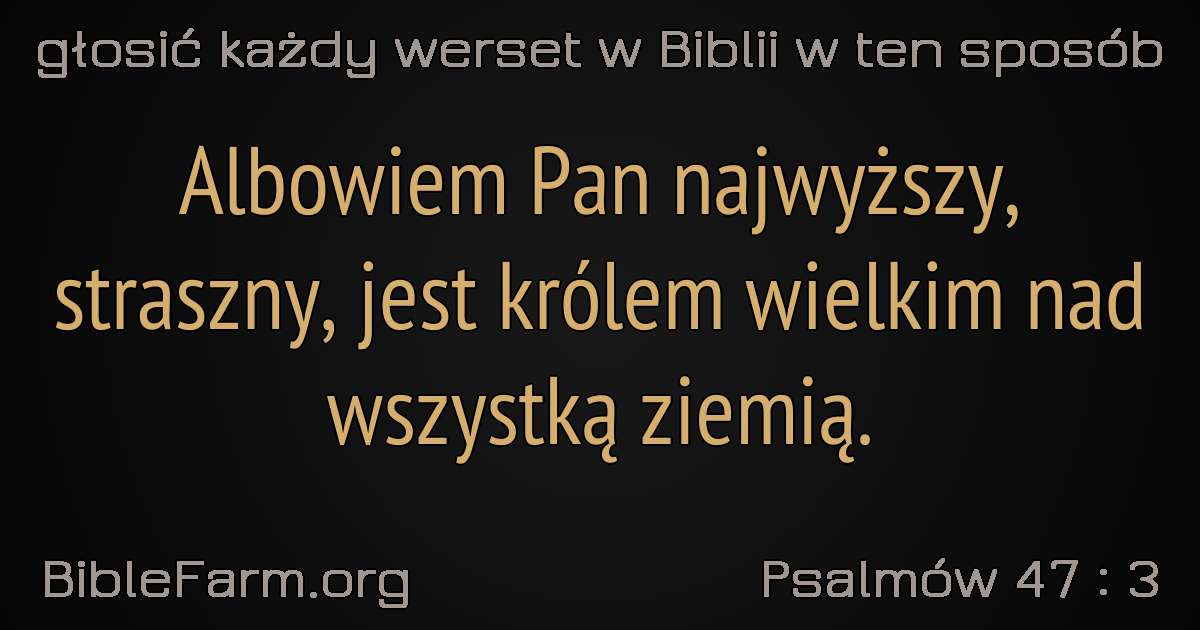 głosić każdy werset w Biblii w ten sposób
Albowiem Pan najwyższy,
straszny, jest królem wielkim nad
wszystką ziemią.
BibleFarm.org
Psalmów 47 : 3